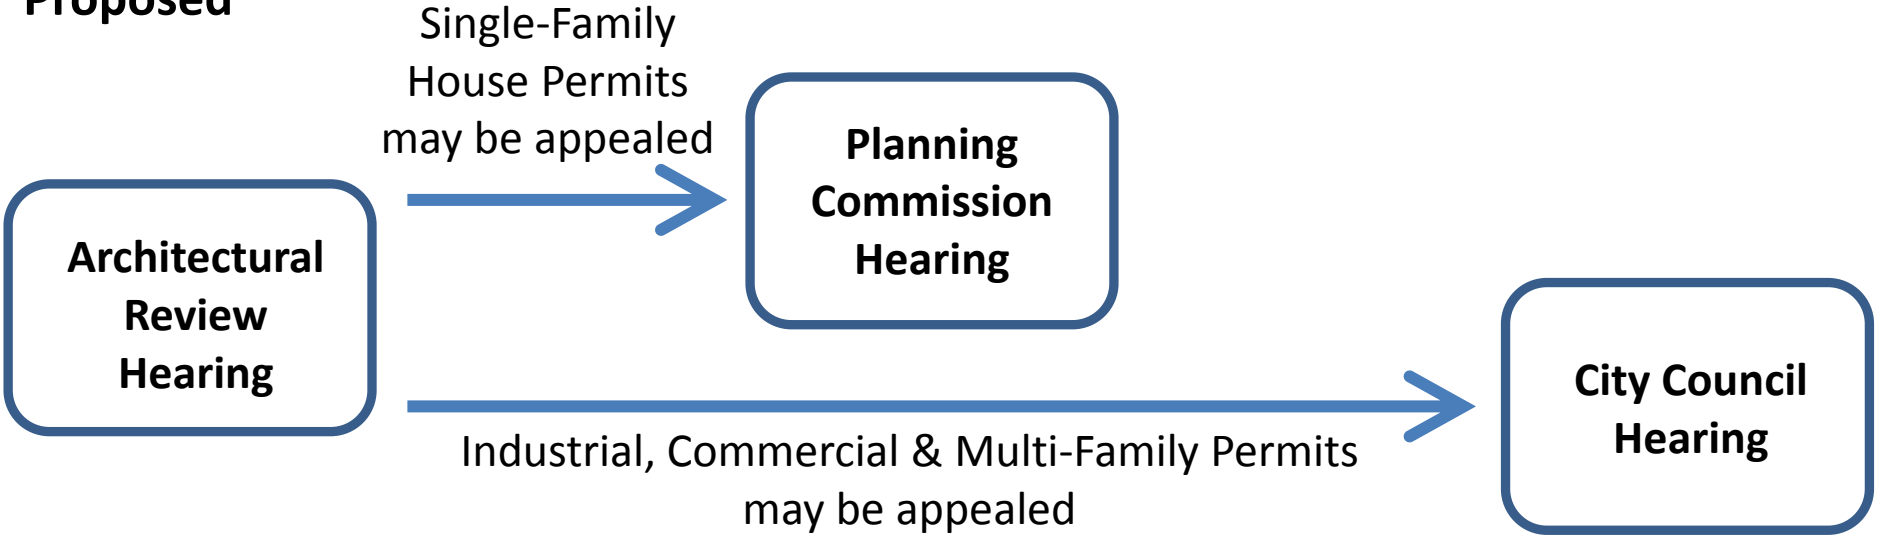 Proposed
Single-Family
House Permits
may be appealed
Planning
Commission
Hearing
Architectural
Review
Hearing
City Council
Hearing
Industrial, Commercial & Multi-Family Permits
may be appealed